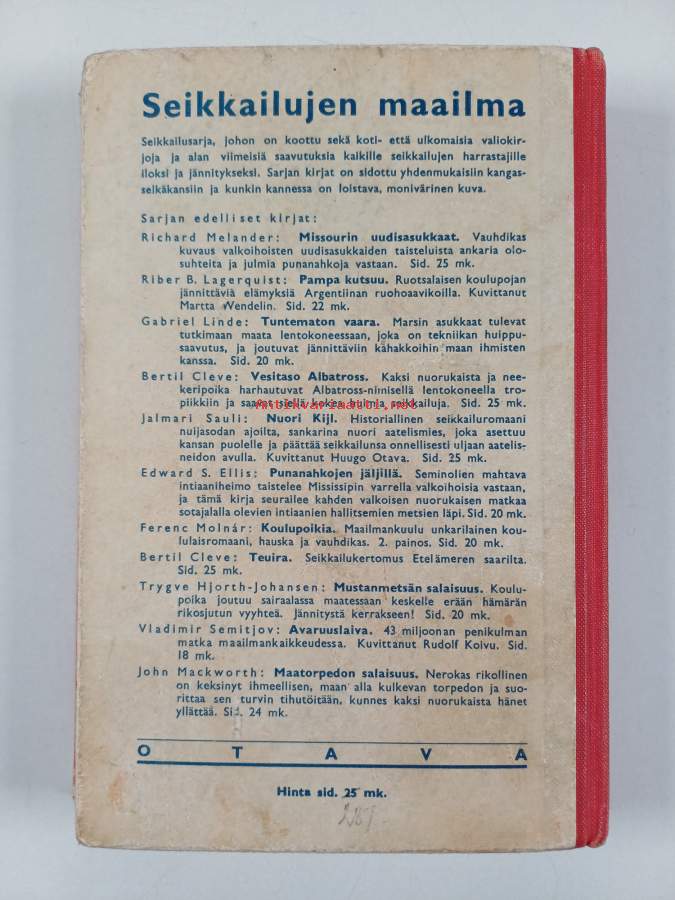 Seikkailujen maailma
Seikkailusarja, johon on koottu sekä koti- että ulkomaisia valiokir-
joja ja alan viimeisiä saavutuksia kaikille seikkailujen harrastajille
iloksi ja jännitykseksi. Sarjan kirjat on sidottu yhdenmukaisiin kangas-
selkäkansiin ja kunkin kannessa on loistava, monivärinen kuva.
Sarjan edelliset kirjat:
Richard Melander: Missourin uudisasukkaat. Vauhdikas
kuvaus valkoihoisten uudisasukkaiden taisteluista ankaria olo-
suhteita ja julmia punanahkoja vastaan. Sid. 25 mk.
Riber B. Lagerquist: Pampa kutsuu. Ruotsalaisen koulupojan
jännittäviä elämyksiä Argentiinan ruohoaavikoilla. Kuvittanut
Martta Wendelin. Sid. 22 mk.
Gabriel Linde: Tuntematon vaara. Marsin asukkaat tulevat
tutkimaan maata lentokoneessaan, joka on tekniikan huippu-
saavutus, ja joutuvat jännittäviin kähakkoihin maan ihmisten
kanssa. Sid. 20 mk.
Bertil Cleve: Vesitaso Albatross. Kaksi nuorukaista ja nee-
keripoika harhautuvat Albatross-nimisellä lentokoneella tro-
piikkiin ja saavat siellä kokea hurjia seikkailuja. Sid. 25 mk.
Antikvariaatti.net
Jalmari Sauli: Nuori Kijl. Historiallinen seikkailuromaani
nuijasodan ajoilta, sankarina nuori aatelismies, joka asettuu
kansan puolelle ja päättää seikkailunsa onnellisesti uljaan aatelis-
neidon avulla. Kuvittanut Huugo Otava. Sid. 25 mk.
Edward S. Ellis: Punanahkojen jäljillä. Seminolien mahtava
intiaaniheimo taistelee Mississipin varrella valkoihoisia vastaan,
ja tämä kirja seurailee kahden valkoisen nuorukaisen matkaa
sotajalalla olevien intiaanien hallitsemien metsien läpi. Sid. 20 mk.
Ferenc Molnár: Koulupoikia. Maailmankuulu unkarilainen kou-
lulaisromaani, hauska ja vauhdikas. 2. painos. Sid. 20 mk.
Bertil Cleve: Teuira. Seikkailukertomus Etelämeren saarilta.
Sid. 25 mk.
Trygve Hjorth-Johansen: Mustanmetsän salaisuus. Koulu-
poika joutuu sairaalassa maatessaan keskelle erään hämärän
rikosjutun vyyhteä. Jännitystä kerrakseen! Sid. 20 mk.
Vladimir Semitjov: Avaruuslaiva. 43 miljoonan penikulman
matka maailmankaikkeudessa. Kuvittanut Rudolf Koivu. Sid.
18 mk.
John Mackworth: Maatorpedon salaisuus. Nerokas rikollinen
on keksinyt ihmeellisen, maan alla kulkevan torpedon ja suo-
rittaa sen turvin tihutöitään, kunnes kaksi nuorukaista hänet
yllättää. Sid. 24 mk.
OTAVA
Hinta sid. 25 mk.